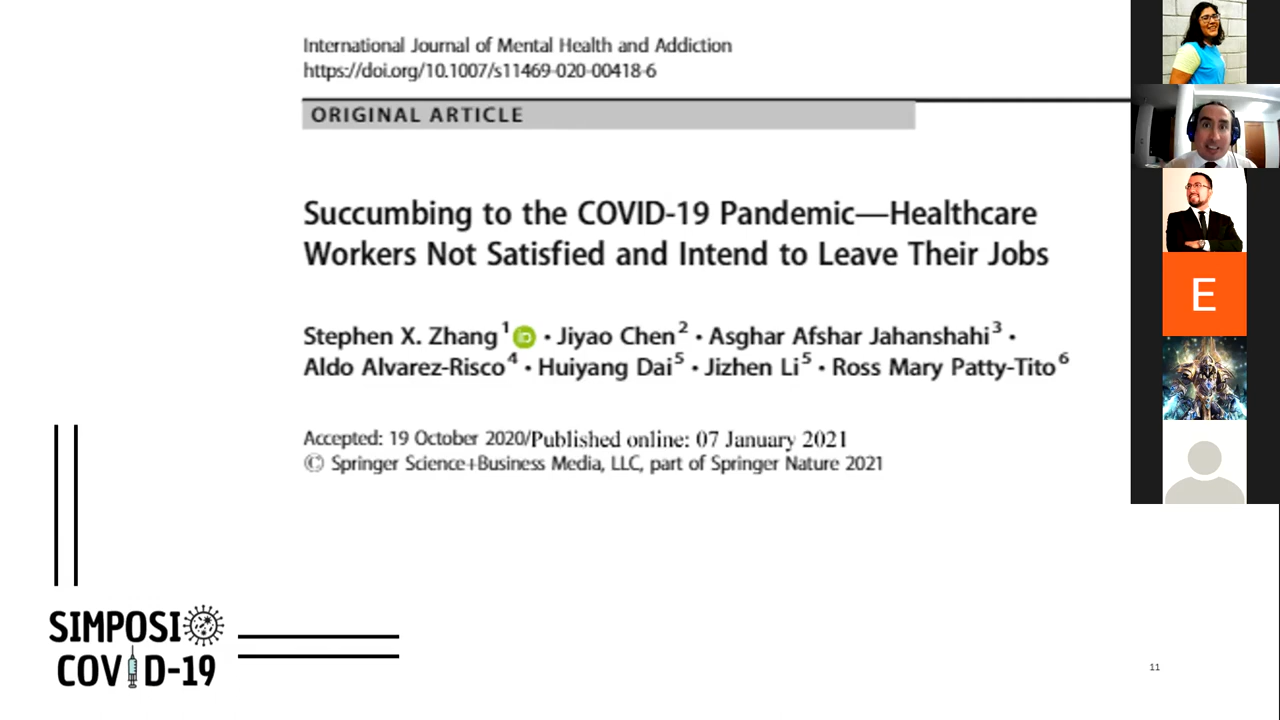 International Journal of Mental Health and Addiction
https://doi.org/10.1007/s11469-020-00418-6
ORIGINAL ARTICLE
Succumbing to the COVID-19 Pandemic—Healthcare
Workers Not Satisfied and Intend to Leave Their Jobs
Stephen X. Zhang1 iD · Jiyao Chen2 · Asghar Afshar Jahanshahi3 ·
Aldo Alvarez-Risco4 · Huiyang Dai5 · Jizhen Li5 · Ross Mary Patty-Tito6
Accepted: 19 October 2020/Published online: 07 January 2021
© Springer Science+Business Media, LLC, part of Springer Nature 2021
E
SIMPOSIO
COVID-19
11